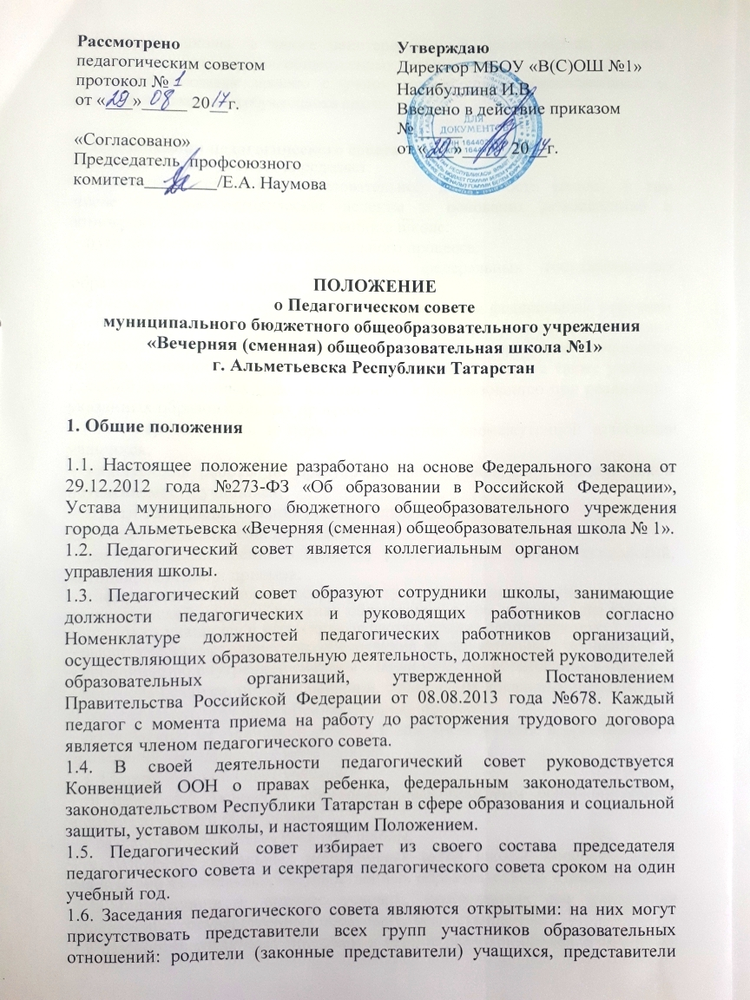 Рассмотрено
педагогическим советом
протокол № 1
от «29» 08 2017г.
«Согласовано»
Председатель профсоюзного
комитета________/Е.А. Наумова
Утверждаю
Директор МБОУ «В(С)ОШ №1»
Насибуллина И.В.
Введено в действие приказом
№
от «29» 08 2017г.
ДЛЯ
ДОКУМЕНТОВ
ПОЛОЖЕНИЕ
о Педагогическом совете
муниципального бюджетного общеобразовательного учреждения
«Вечерняя (сменная) общеобразовательная школа №1»
г. Альметьевска Республики Татарстан
1. Общие положения
1.1. Настоящее положение разработано на основе Федерального закона от
29.12.2012 года №273-ФЗ «Об образовании в Российской Федерации»,
Устава муниципального бюджетного общеобразовательного учреждения
города Альметьевска «Вечерняя (сменная) общеобразовательная школа № 1».
1.2. Педагогический совет является коллегиальным органом
управления школы.
1.3. Педагогический совет образуют сотрудники школы, занимающие
должности педагогических и руководящих работников согласно
Номенклатуре должностей педагогических работников организаций,
осуществляющих образовательную деятельность, должностей руководителей
образовательных организаций, утвержденной Постановлением
Правительства Российской Федерации от 08.08.2013 года №678. Каждый
педагог с момента приема на работу до расторжения трудового договора
является членом педагогического совета.
1.4. В своей деятельности педагогический совет руководствуется
Конвенцией ООН о правах ребенка, федеральным законодательством,
законодательством Республики Татарстан в сфере образования и социальной
защиты, уставом школы, и настоящим Положением.
1.5. Педагогический совет избирает из своего состава председателя
педагогического совета и секретаря педагогического совета сроком на один
учебный год.
1.6. Заседания педагогического совета являются открытыми: на них могут
присутствовать представители всех групп участников образовательных
отношений: родители (законные представители) учащихся, представители